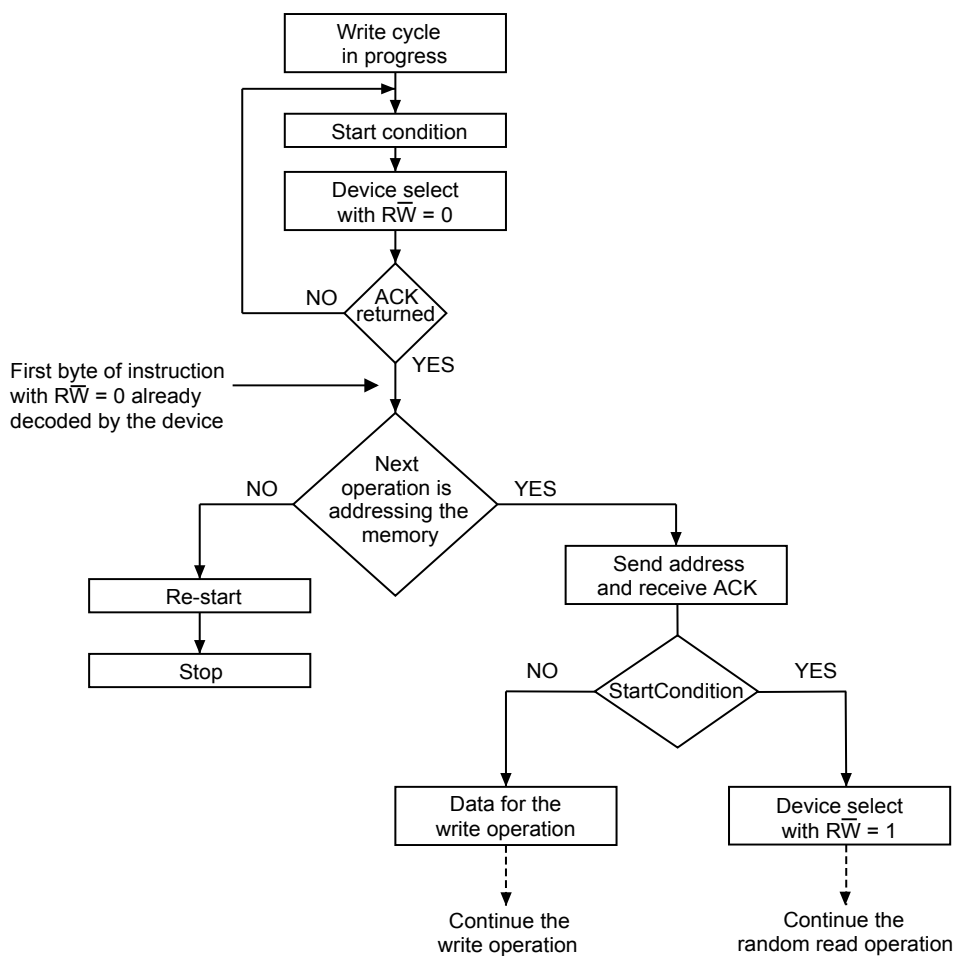 Write cycle
in progress
Start condition
Device select
with RW̅ = 0
NO
ACK
returned
YES
First byte of instruction
with RW̅ = 0 already
decoded by the device
Next
operation is
addressing the
memory
NO
YES
Send address
and receive ACK
Re-start
Stop
NO
StartCondition
YES
Data for the
write operation
Device select
with RW̅ = 1
Continue the
write operation
Continue the
random read operation